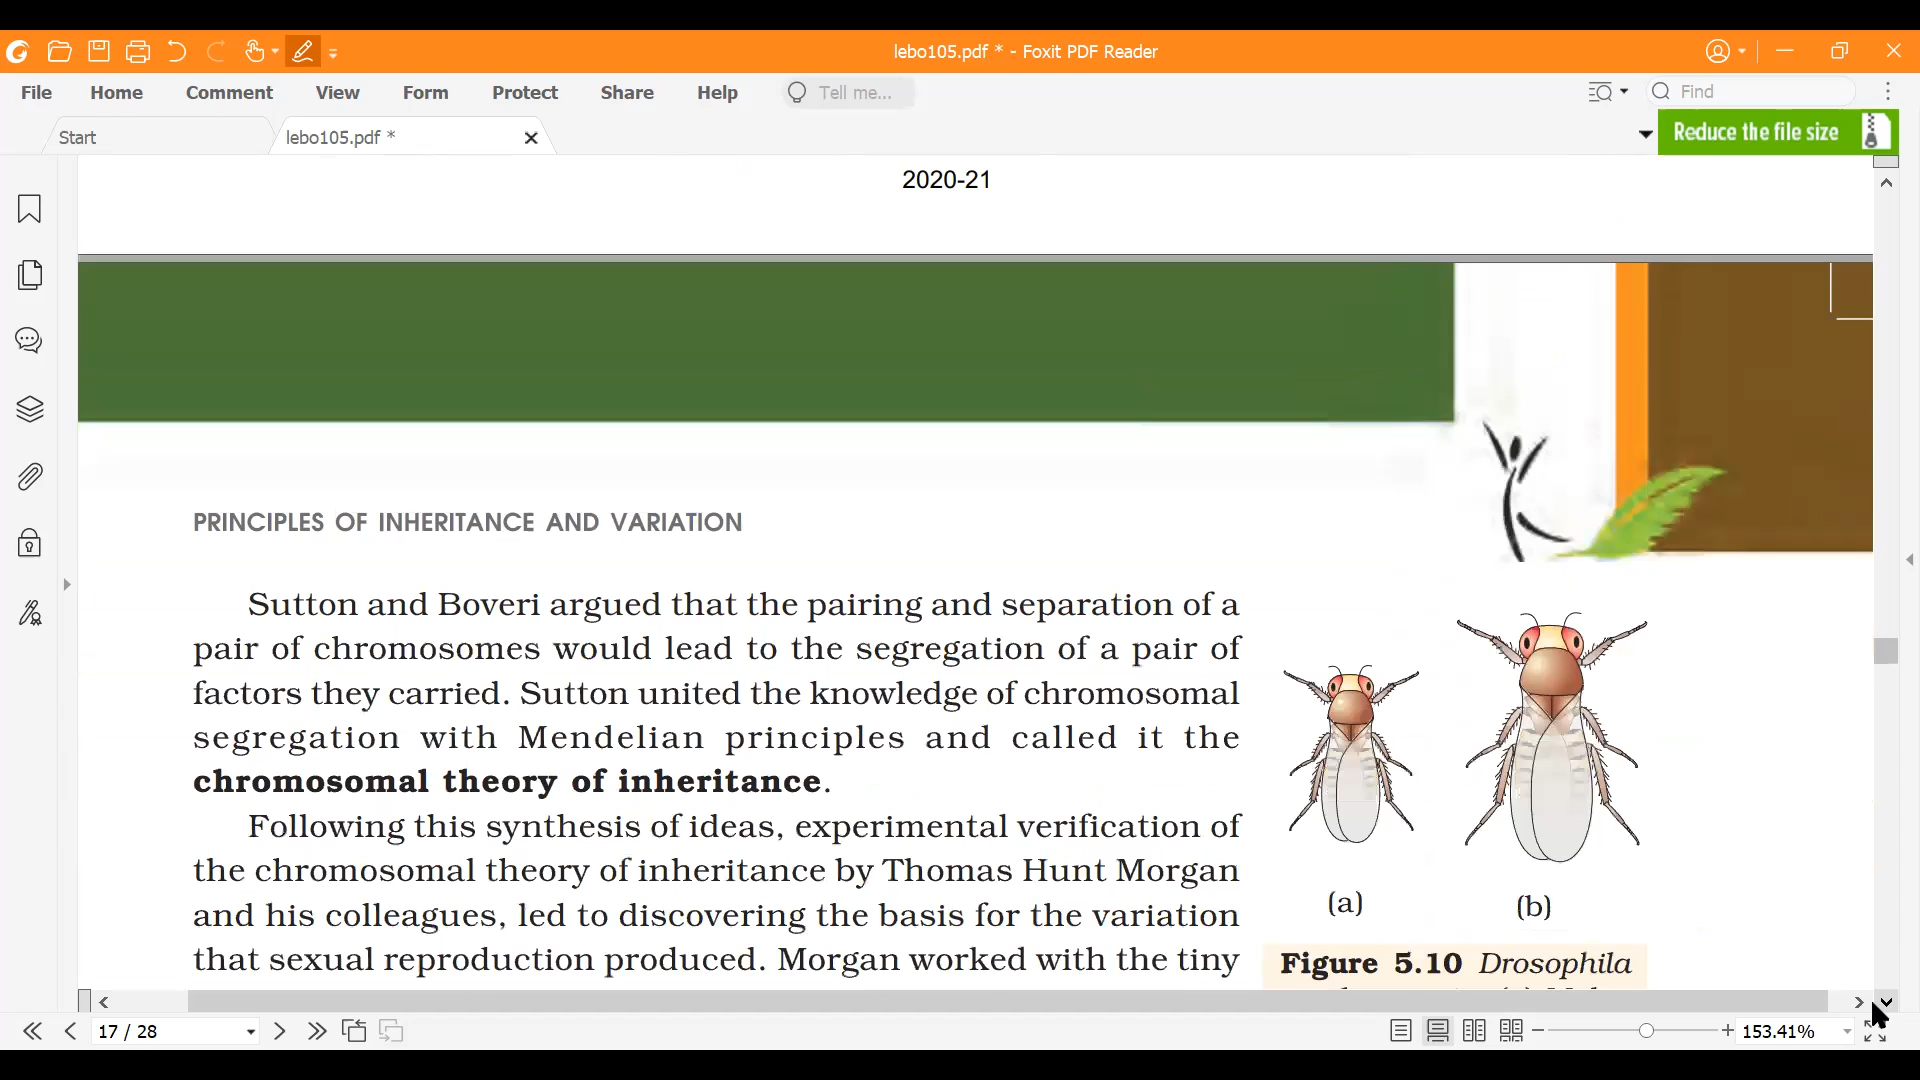 lebo105.pdf * - Foxit PDF Reader
File Home Comment View Form Protect Share Help Tell me... Find
Start lebo105.pdf * Reduce the file size
2020-21
PRINCIPLES OF INHERITANCE AND VARIATION
Sutton and Boveri argued that the pairing and separation of a
pair of chromosomes would lead to the segregation of a pair of
factors they carried. Sutton united the knowledge of chromosomal
segregation with Mendelian principles and called it the
chromosomal theory of inheritance.
Following this synthesis of ideas, experimental verification of
the chromosomal theory of inheritance by Thomas Hunt Morgan
and his colleagues, led to discovering the basis for the variation
that sexual reproduction produced. Morgan worked with the tiny
(a) (b)
Figure 5.10 Drosophila
17 / 28 153.41%